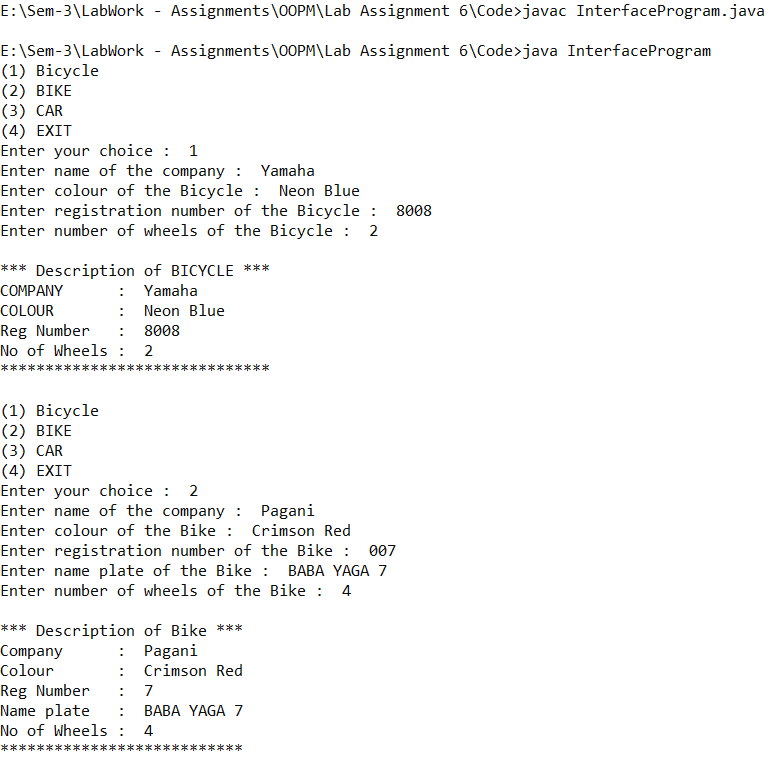 E:\Sem-3\LabWork - Assignments\OOPM\Lab Assignment 6\Code>javac InterfaceProgram.java
E:\Sem-3\LabWork - Assignments\OOPM\Lab Assignment 6\Code>java InterfaceProgram
(1) Bicycle
(2) BIKE
(3) CAR
(4) EXIT
Enter your choice :  1
Enter name of the company :  Yamaha
Enter colour of the Bicycle :  Neon Blue
Enter registration number of the Bicycle :  8008
Enter number of wheels of the Bicycle :  2
*** Description of BICYCLE ***
COMPANY      :  Yamaha
COLOUR       :  Neon Blue
Reg Number   :  8008
No of Wheels :  2
******************************
(1) Bicycle
(2) BIKE
(3) CAR
(4) EXIT
Enter your choice :  2
Enter name of the company :  Pagani
Enter colour of the Bike :  Crimson Red
Enter registration number of the Bike :  007
Enter name plate of the Bike :  BABA YAGA 7
Enter number of wheels of the Bike :  4
*** Description of Bike ***
Company      :  Pagani
Colour       :  Crimson Red
Reg Number   :  7
Name plate   :  BABA YAGA 7
No of Wheels :  4
***************************